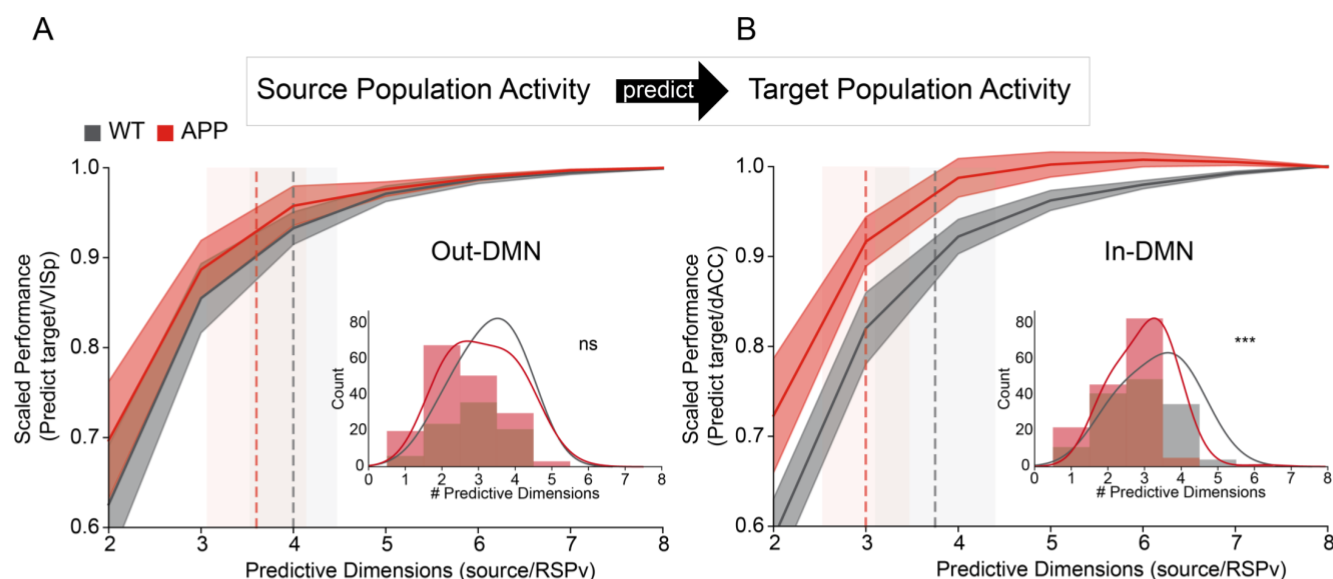 A
B
Source Population Activity predict Target Population Activity
WT APP
1.0
0.9
0.8
0.7
0.6
Scaled Performance
(Predict target/VISp)
Out-DMN
80
60
40
20
0
Count
ns
0 1 2 3 4 5 6 7 8
# Predictive Dimensions
2 3 4 5 6 7 8
Predictive Dimensions (source/RSPv)
1.0
0.9
0.8
0.7
0.6
Scaled Performance
(Predict target/dACC)
In-DMN
80
60
40
20
0
Count
***
0 1 2 3 4 5 6 7 8
# Predictive Dimensions
2 3 4 5 6 7 8
Predictive Dimensions (source/RSPv)